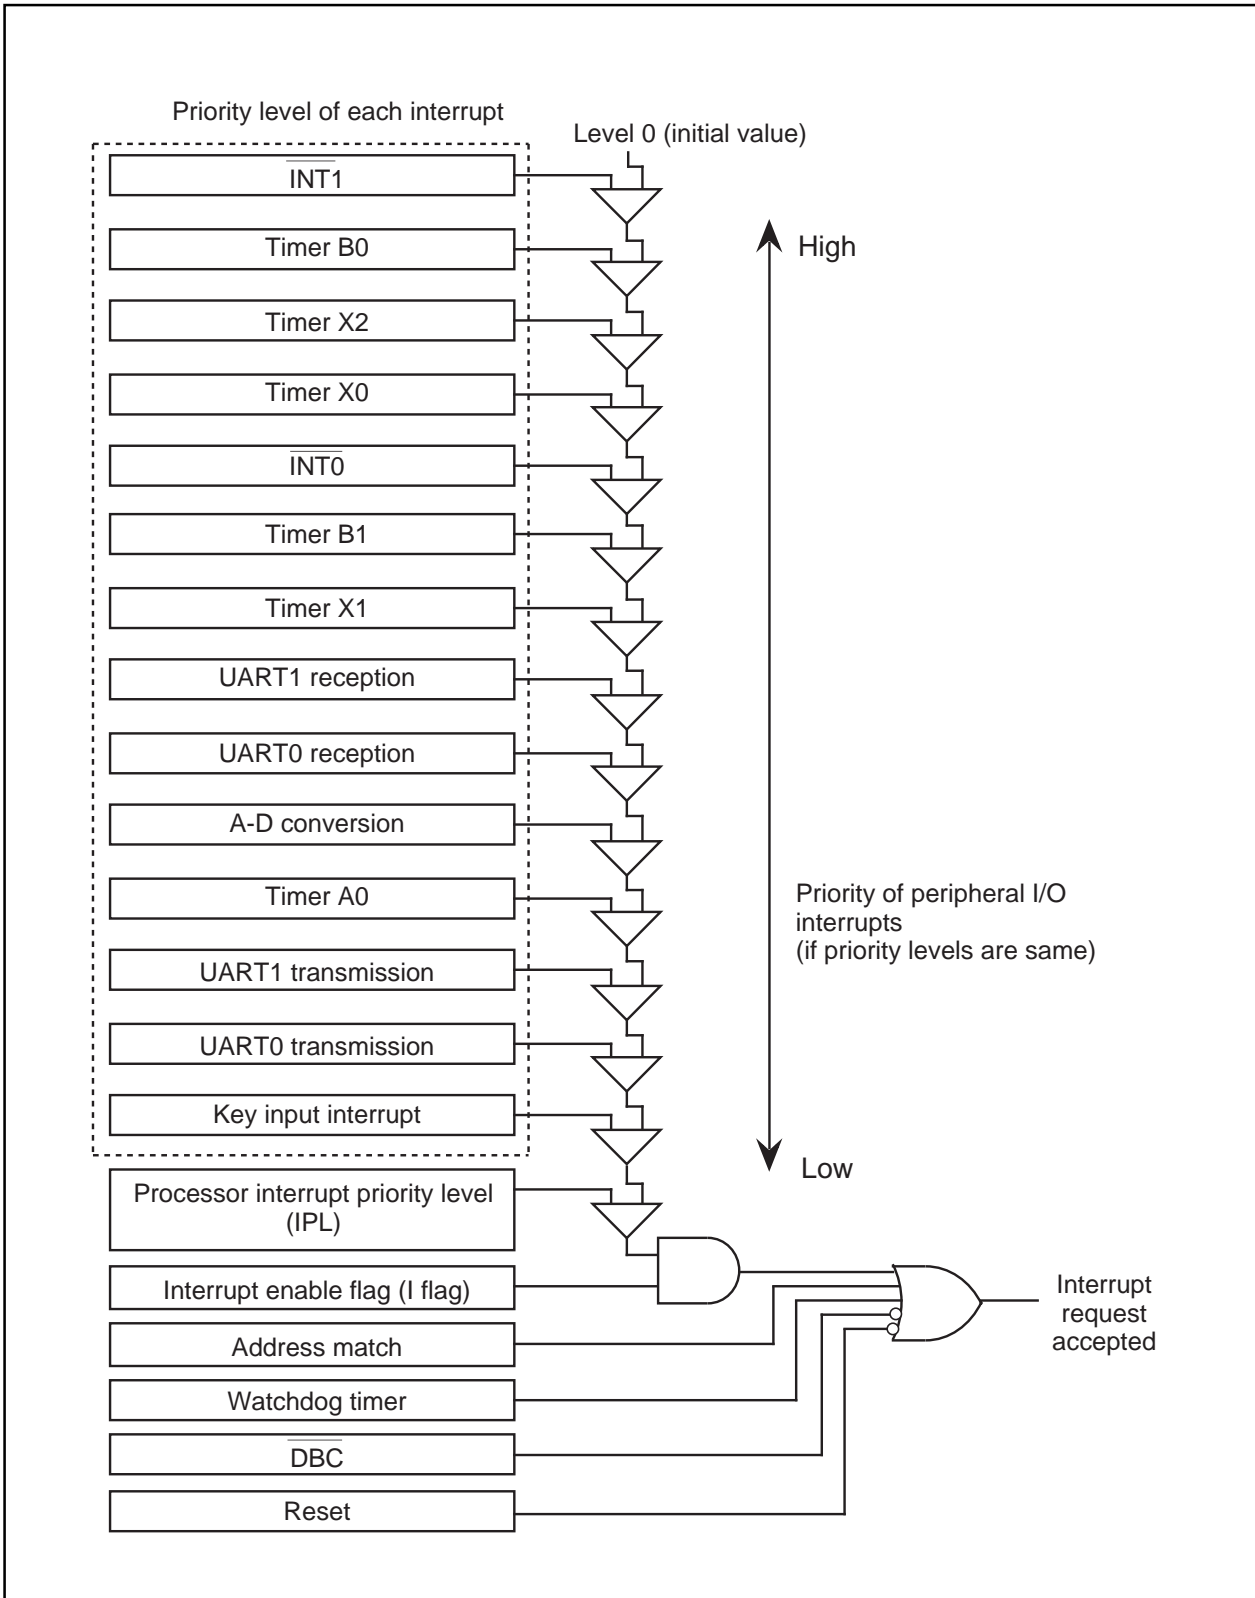 Priority level of each interrupt
Level 0 (initial value)
I̅N̅T̅1̅
High
Timer B0
Timer X2
Timer X0
I̅N̅T̅0̅
Timer B1
Timer X1
UART1 reception
UART0 reception
A-D conversion
Timer A0
Priority of peripheral I/O
interrupts
(if priority levels are same)
UART1 transmission
UART0 transmission
Key input interrupt
Low
Processor interrupt priority level
(IPL)
Interrupt enable flag (I flag)
Interrupt
request
accepted
Address match
Watchdog timer
D̅B̅C̅
Reset